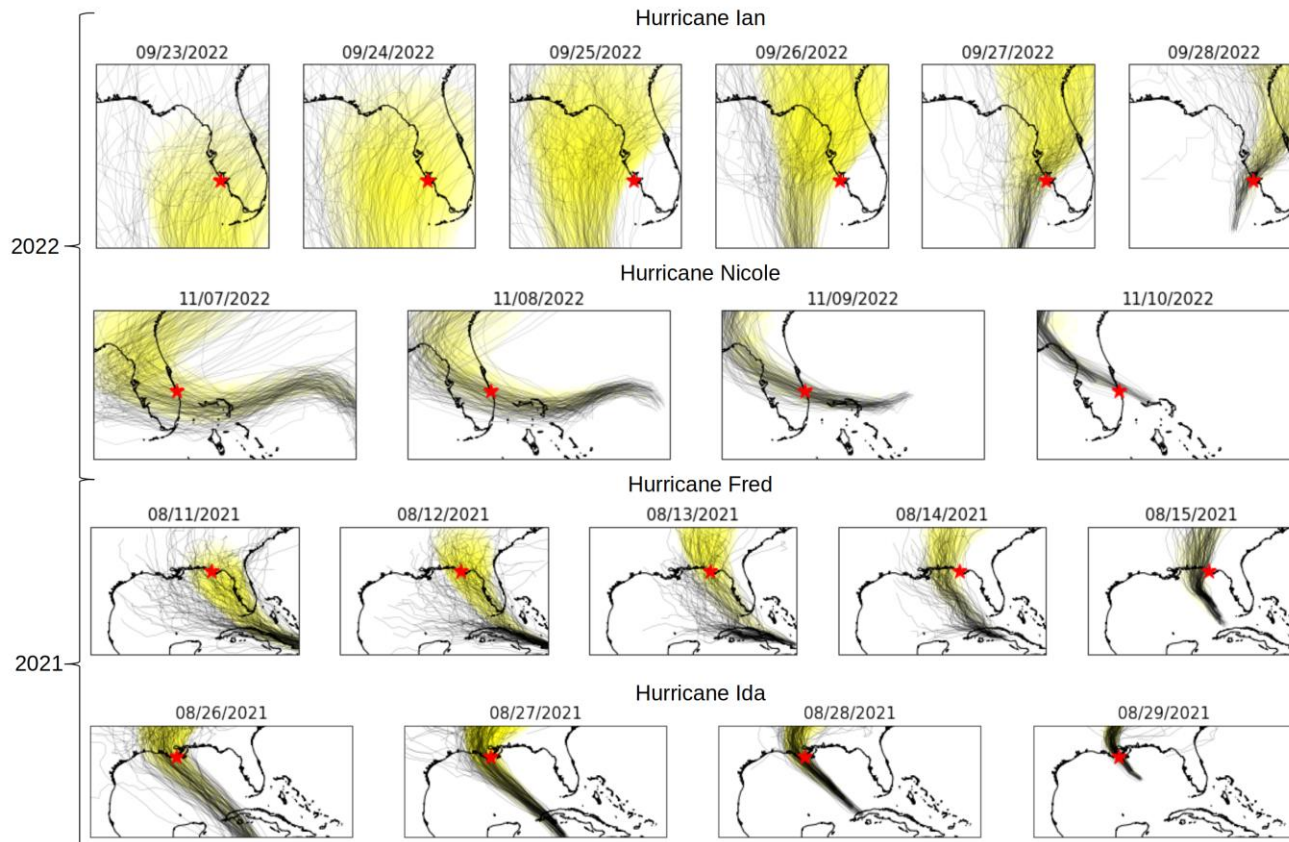 Hurricane Ian
09/23/2022 09/24/2022 09/25/2022 09/26/2022 09/27/2022 09/28/2022
2022
Hurricane Nicole
11/07/2022 11/08/2022 11/09/2022 11/10/2022
Hurricane Fred
08/11/2021 08/12/2021 08/13/2021 08/14/2021 08/15/2021
2021
Hurricane Ida
08/26/2021 08/27/2021 08/28/2021 08/29/2021